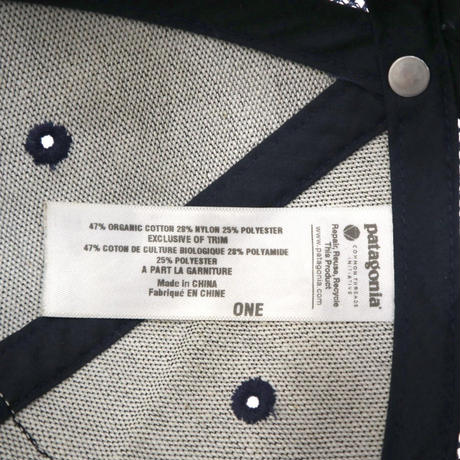 47% ORGANIC COTTON 28% NYLON 25% POLYESTER
EXCLUSIVE OF TRIM
47% COTON DE CULTURE BIOLOGIQUE 28% POLYAMIDE
25% POLYESTER
A PART LA GARNITURE
Made in CHINA
Fabriqué EN CHINE
ONE
patagonia®
COMMON THREADS
INITIATIVE
Repair, Reuse, Recycle
This Product
www.patagonia.com